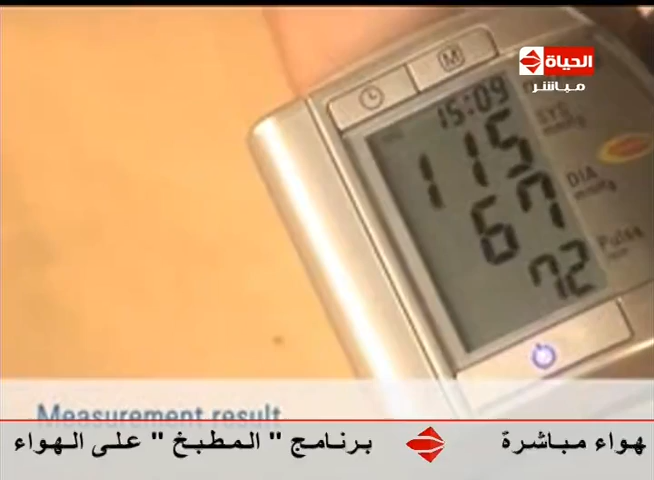 الحياة
مباشر
M
15:09
115
SYS
mmHg
67
DIA
mmHg
72
Pulse
Measurement result
هواء مباشرة
برنامج " المطبخ " على الهواء